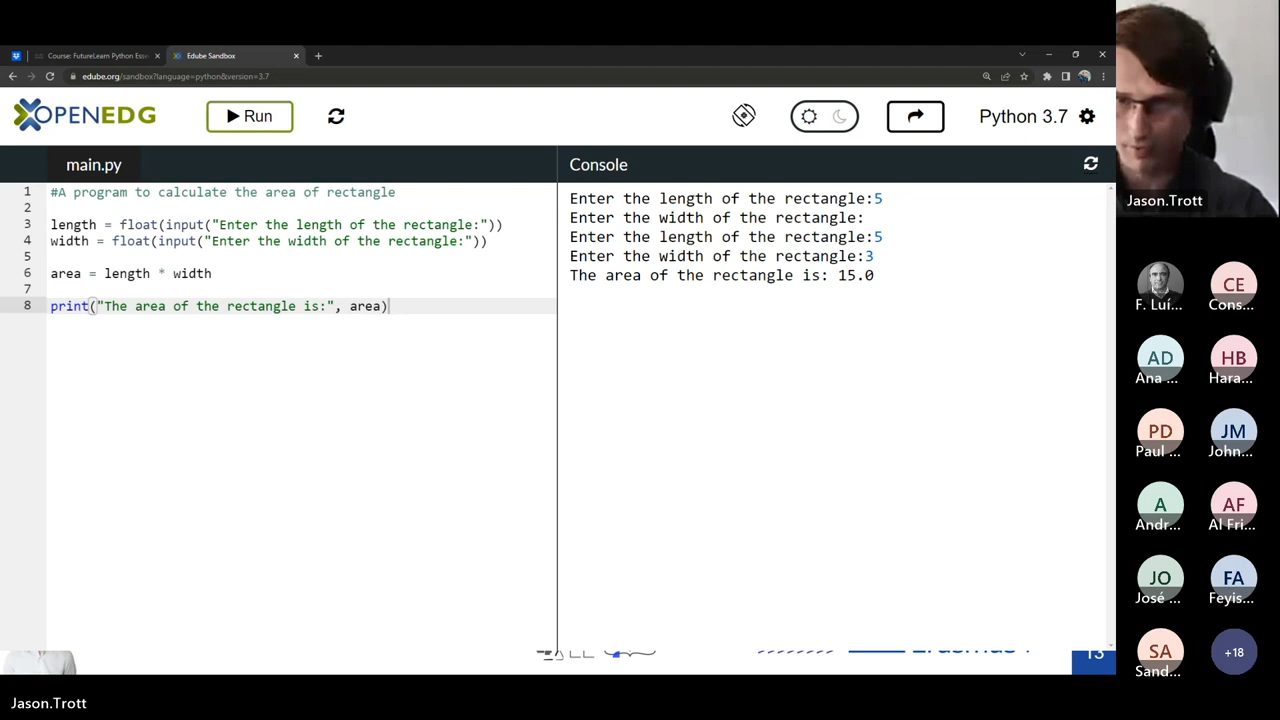 Course: FutureLearn Python Esse
Edube Sandbox
edube.org/sandbox?language=python&version=3.7
OPENEDG
Run
Python 3.7
main.py
Console
1 #A program to calculate the area of rectangle
2
3 length = float(input("Enter the length of the rectangle:"))
4 width = float(input("Enter the width of the rectangle:"))
5
6 area = length * width
7
8 print("The area of the rectangle is:", area)
Enter the length of the rectangle:5
Enter the width of the rectangle:
Enter the length of the rectangle:5
Enter the width of the rectangle:3
The area of the rectangle is: 15.0
13
Jason.Trott
Jason.Trott
F. Luí...
CE
Cons...
AD
Ana ...
HB
Hara...
PD
Paul ...
JM
John...
A
Andr...
AF
Al Fri...
JO
José ...
FA
Feyis...
SA
Sand...
+18